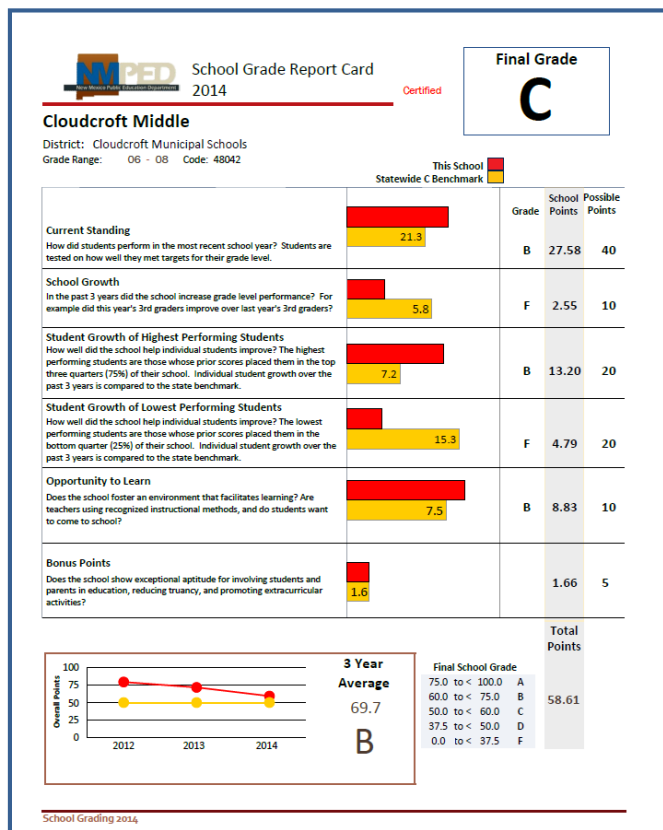 NMPED
New Mexico Public Education Department
School Grade Report Card
2014
Certified
Final Grade
C
Cloudcroft Middle
District: Cloudcroft Municipal Schools
Grade Range: 06 - 08 Code: 48042
This School
Statewide C Benchmark
Grade School Points Possible Points
Current Standing
How did students perform in the most recent school year? Students are
tested on how well they met targets for their grade level.
21.3
B 27.58 40
School Growth
In the past 3 years did the school increase grade level performance? For
example did this year's 3rd graders improve over last year's 3rd graders?
5.8
F 2.55 10
Student Growth of Highest Performing Students
How well did the school help individual students improve? The highest
performing students are those whose prior scores placed them in the top
three quarters (75%) of their school. Individual student growth over the
past 3 years is compared to the state benchmark.
7.2
B 13.20 20
Student Growth of Lowest Performing Students
How well did the school help individual students improve? The lowest
performing students are those whose prior scores placed them in the
bottom quarter (25%) of their school. Individual student growth over the
past 3 years is compared to the state benchmark.
15.3
F 4.79 20
Opportunity to Learn
Does the school foster an environment that facilitates learning? Are
teachers using recognized instructional methods, and do students want
to come to school?
7.5
B 8.83 10
Bonus Points
Does the school show exceptional aptitude for involving students and
parents in education, reducing truancy, and promoting extracurricular
activities?
1.6
1.66 5
Total
Points
58.61
Overall Points
100
75
50
25
0
2012 2013 2014
3 Year
Average
69.7
B
Final School Grade
75.0 to < 100.0 A
60.0 to < 75.0 B
50.0 to < 60.0 C
37.5 to < 50.0 D
0.0 to < 37.5 F
School Grading 2014